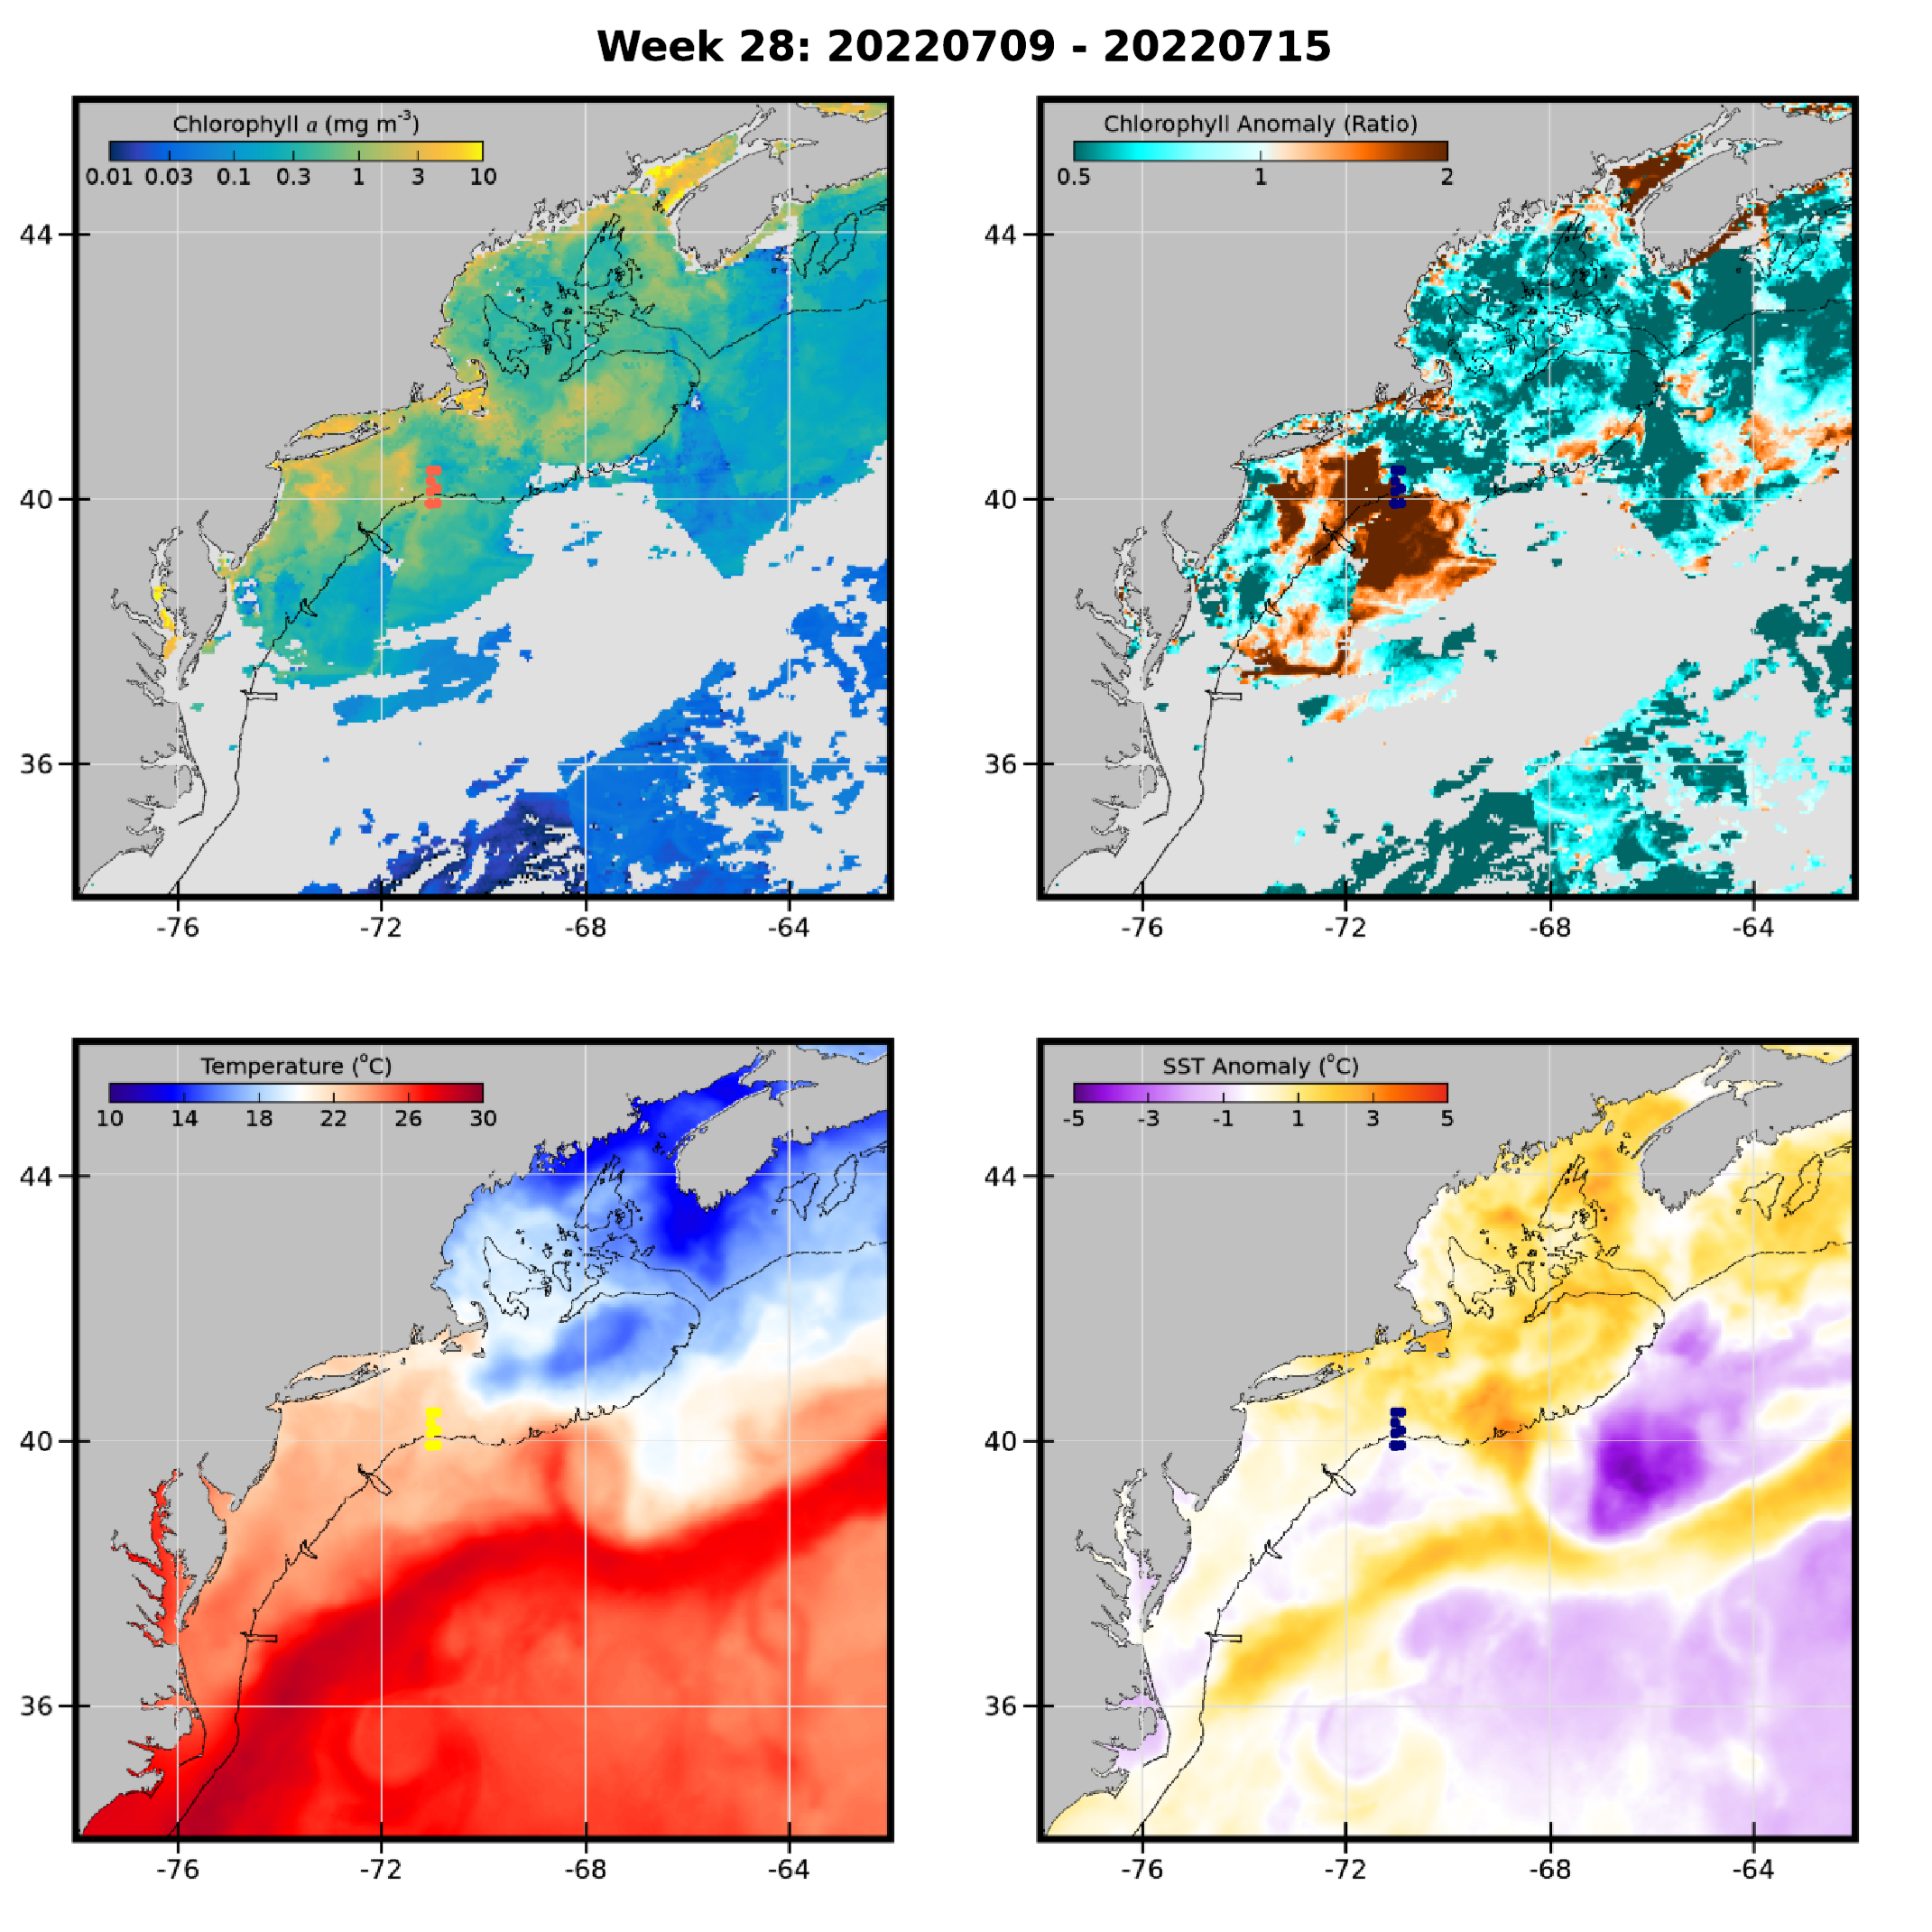 Week 28: 20220709 - 20220715
Chlorophyll a (mg m-3)
0.01 0.03 0.1 0.3 1 3 10
44
40
36
-76 -72 -68 -64
Chlorophyll Anomaly (Ratio)
0.5 1 2
44
40
36
-76 -72 -68 -64
Temperature (oC)
10 14 18 22 26 30
44
40
36
-76 -72 -68 -64
SST Anomaly (oC)
-5 -3 -1 1 3 5
44
40
36
-76 -72 -68 -64